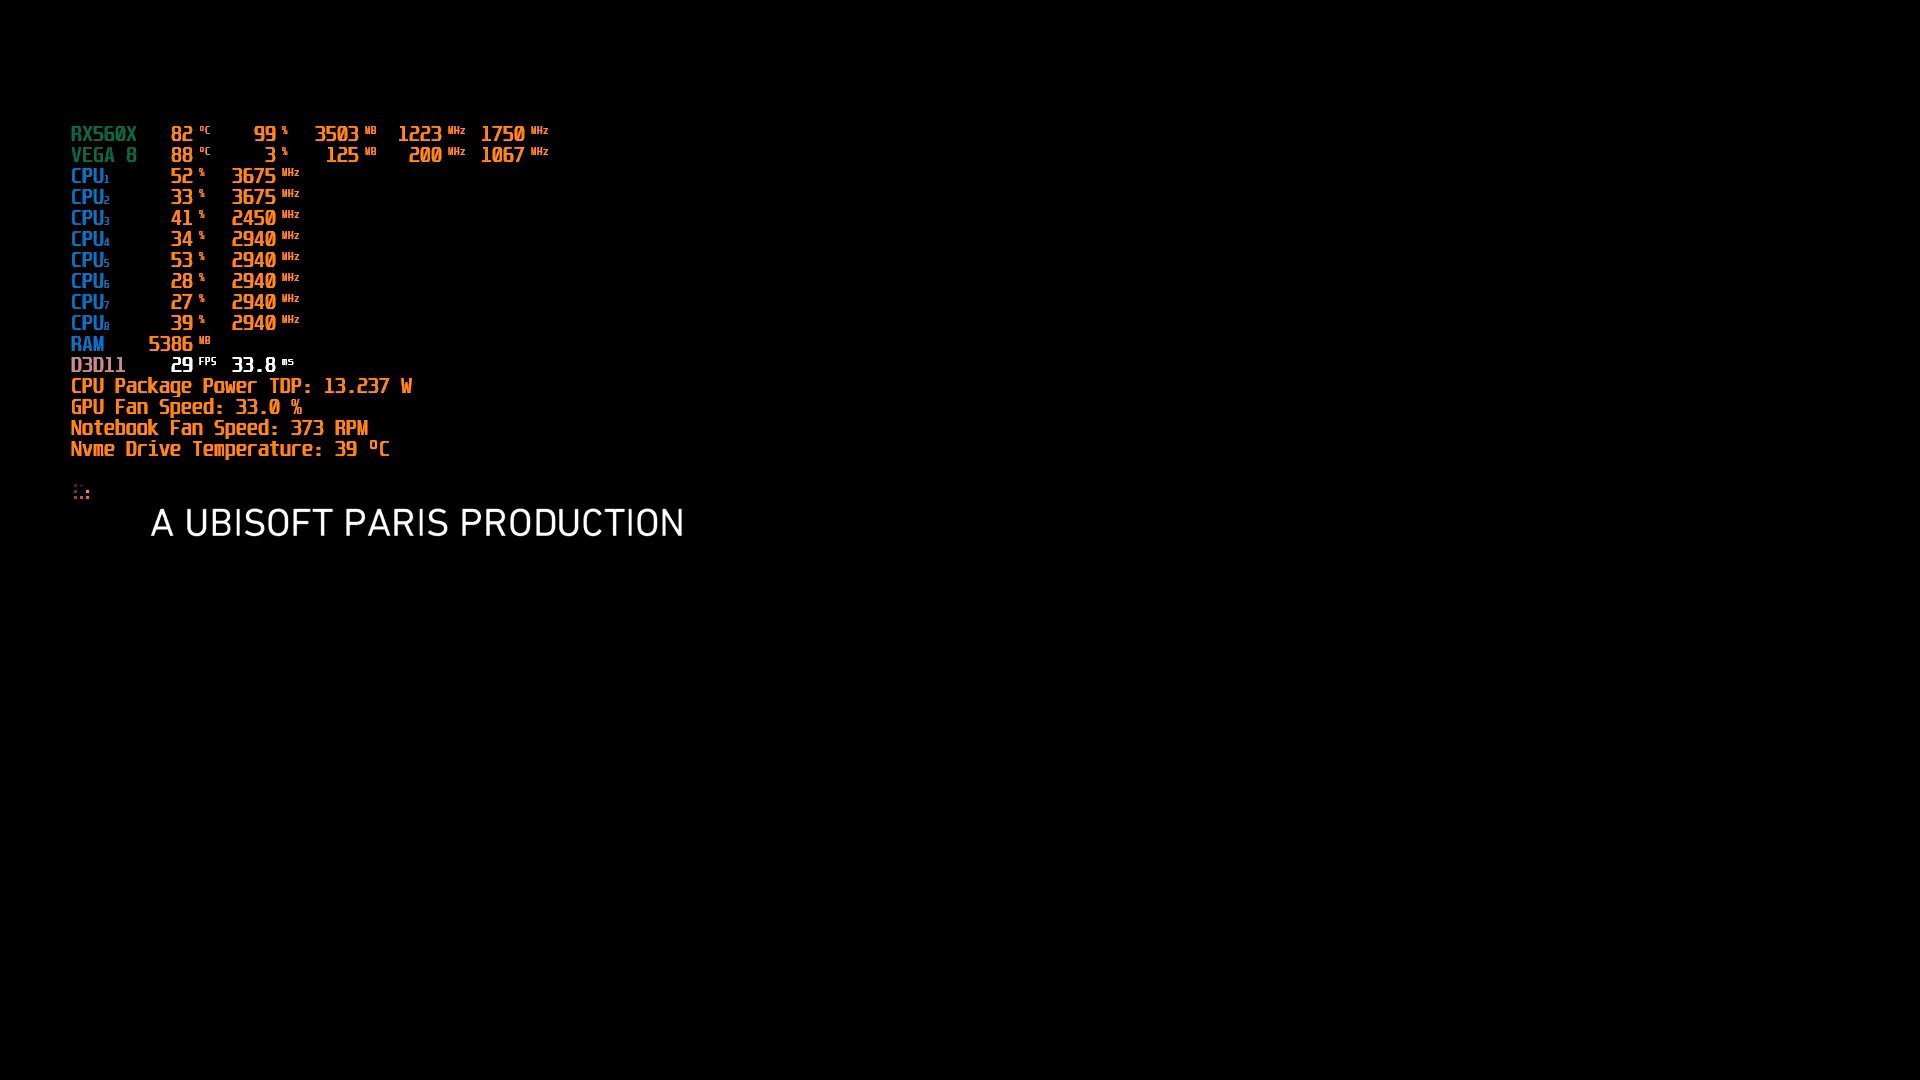 RX560X 82 °C 99 % 3503 MB 1223 MHz 1750 MHz
VEGA 8 88 °C 3 % 125 MB 200 MHz 1067 MHz
CPU1 52 % 3675 MHz
CPU2 33 % 3675 MHz
CPU3 41 % 2450 MHz
CPU4 34 % 2940 MHz
CPU5 53 % 2940 MHz
CPU6 28 % 2940 MHz
CPU7 27 % 2940 MHz
CPU8 39 % 2940 MHz
RAM 5386 MB
D3D11 29 FPS 33.8 ms
CPU Package Power TDP: 13.237 W
GPU Fan Speed: 33.0 %
Notebook Fan Speed: 373 RPM
Nvme Drive Temperature: 39 °C
A UBISOFT PARIS PRODUCTION